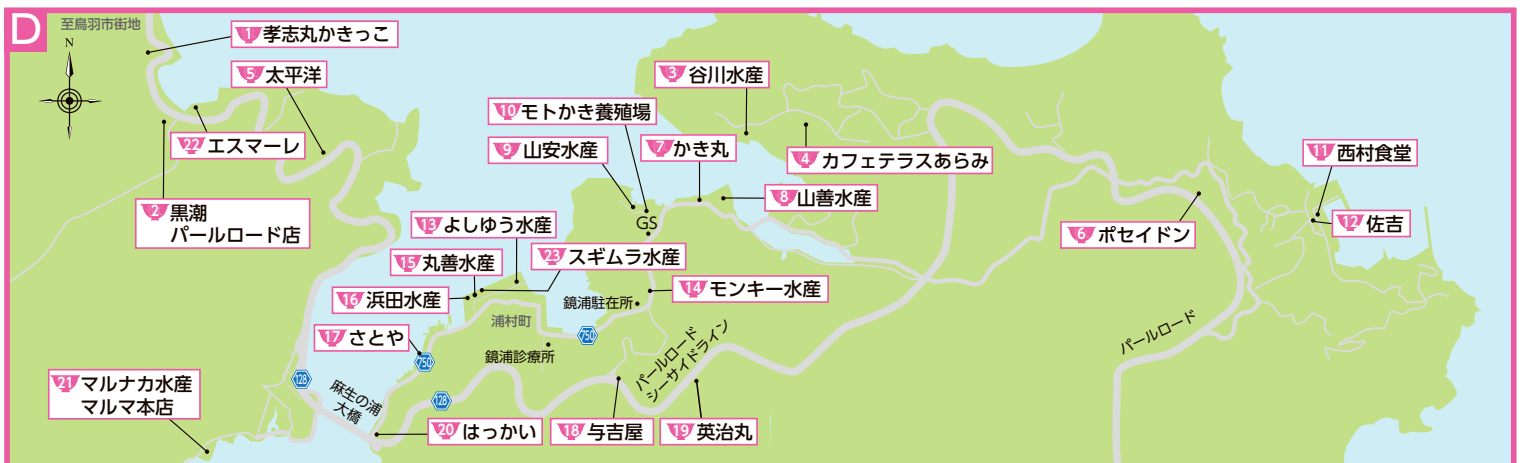 D
至鳥羽市街地
N
1 孝志丸かきっこ
5 太平洋
22 エスマーレ
2 黒潮
パールロード店
3 谷川水産
10 モトかき養殖場
9 山安水産
7 かき丸
4 カフェテラスあらみ
8 山善水産
GS
11 西村食堂
12 佐吉
6 ポセイドン
13 よしゆう水産
23 スギムラ水産
15 丸善水産
16 浜田水産
14 モンキー水産
鏡浦駐在所
浦村町
17 さとや
750
750
鏡浦診療所
パールロード
シーサイドライン
パールロード
128
128
麻生の浦
大橋
21 マルナカ水産
マルマ本店
20 はっかい
18 与吉屋
19 英治丸